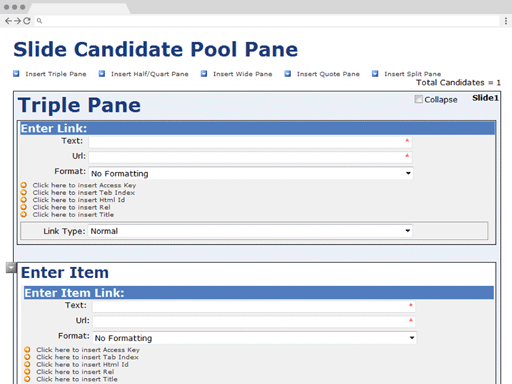 Slide Candidate Pool Pane
Insert Triple Pane Insert Half/Quart Pane Insert Wide Pane Insert Quote Pane Insert Split Pane
Total Candidates = 1
Triple Pane Collapse Slide1
Enter Link:
Text: *
Url: *
Format: No Formatting
Click here to insert Access Key
Click here to insert Tab Index
Click here to insert Html Id
Click here to insert Rel
Click here to insert Title
Link Type: Normal
Enter Item
Enter Item Link:
Text: *
Url: *
Format: No Formatting
Click here to insert Access Key
Click here to insert Tab Index
Click here to insert Html Id
Click here to insert Rel
Click here to insert Title